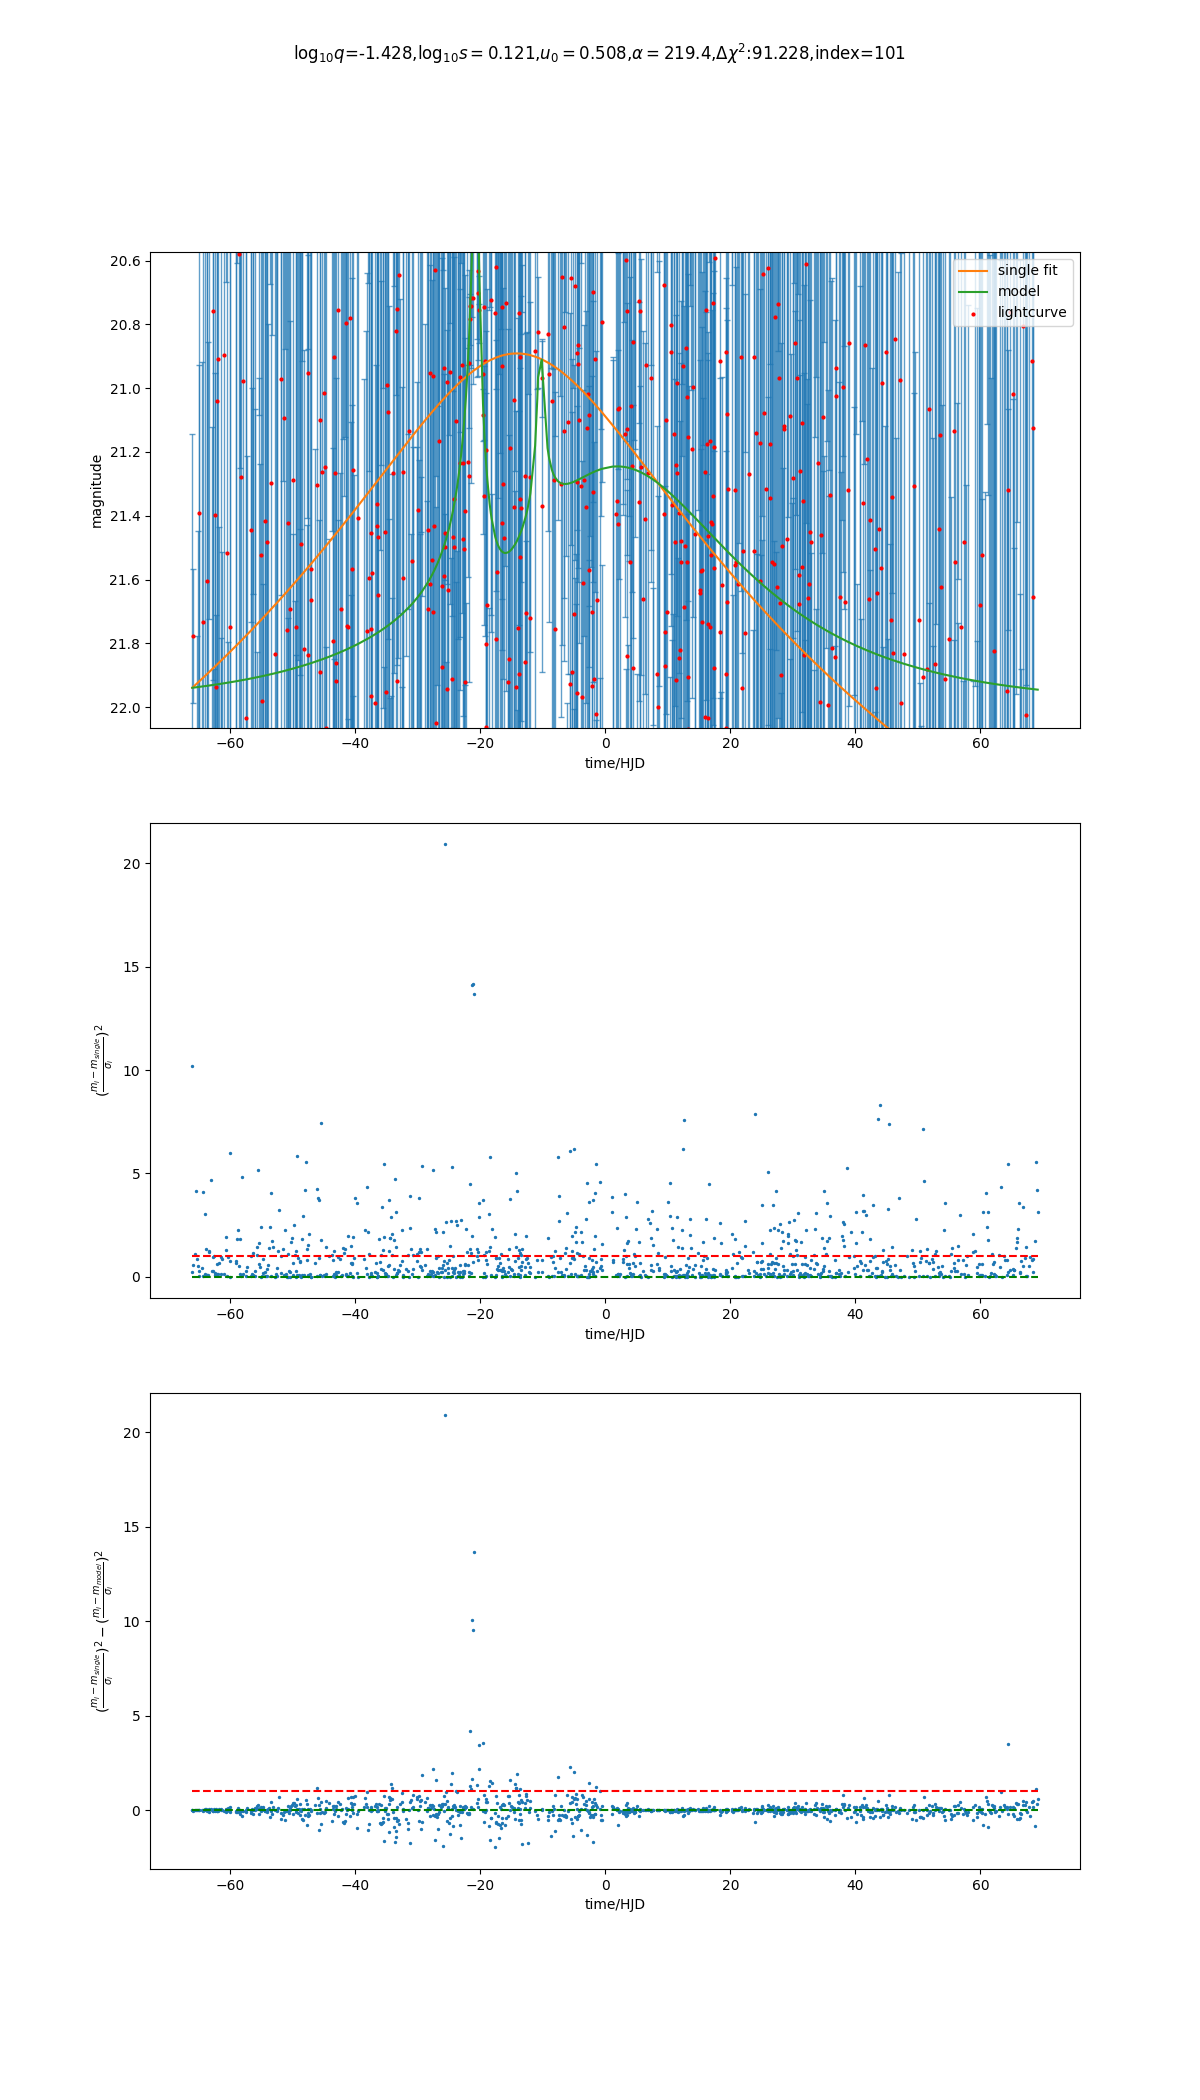 log₁₀q=-1.428,log₁₀s = 0.121,u₀ = 0.508,α = 219.4,Δχ²:91.228,index=101
20.6
20.8
21.0
21.2
21.4
21.6
21.8
22.0
magnitude
single fit
model
lightcurve
−60 −40 −20 0 20 40 60
time/HJD
20
15
10
5
0
(mᵢ − m_single / σᵢ)²
−60 −40 −20 0 20 40 60
time/HJD
20
15
10
5
0
(mᵢ − m_single / σᵢ)² − (mᵢ − m_model / σᵢ)²
−60 −40 −20 0 20 40 60
time/HJD